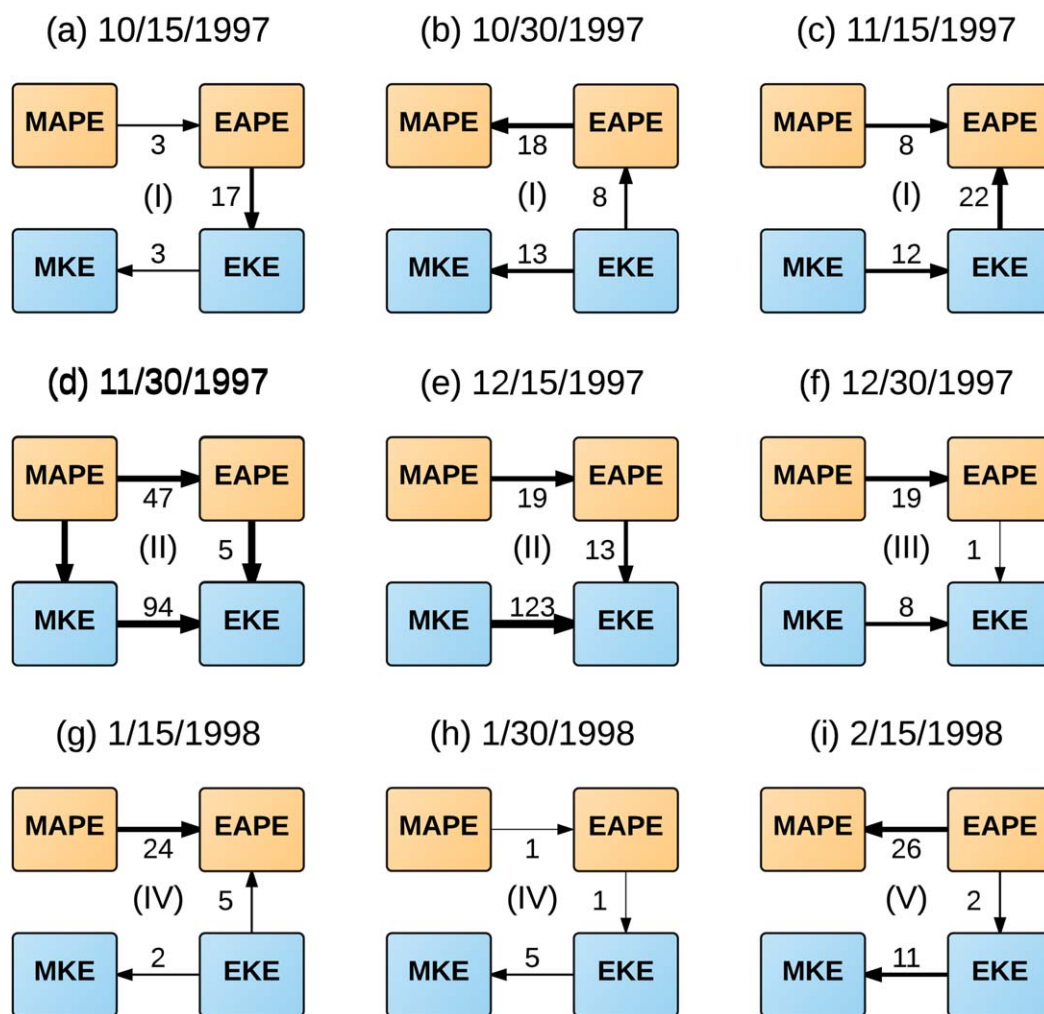 (a) 10/15/1997 (b) 10/30/1997 (c) 11/15/1997
MAPE EAPE MAPE EAPE MAPE EAPE
3 18 8
(I) 17 (I) 8 (I) 22
MKE 3 EKE MKE 13 EKE MKE 12 EKE
(d) 11/30/1997 (e) 12/15/1997 (f) 12/30/1997
MAPE EAPE MAPE EAPE MAPE EAPE
47 19 19
(II) 5 (II) 13 (III) 1
MKE 94 EKE MKE 123 EKE MKE 8 EKE
(g) 1/15/1998 (h) 1/30/1998 (i) 2/15/1998
MAPE EAPE MAPE EAPE MAPE EAPE
24 1 26
(IV) 5 (IV) 1 (V) 2
MKE 2 EKE MKE 5 EKE MKE 11 EKE